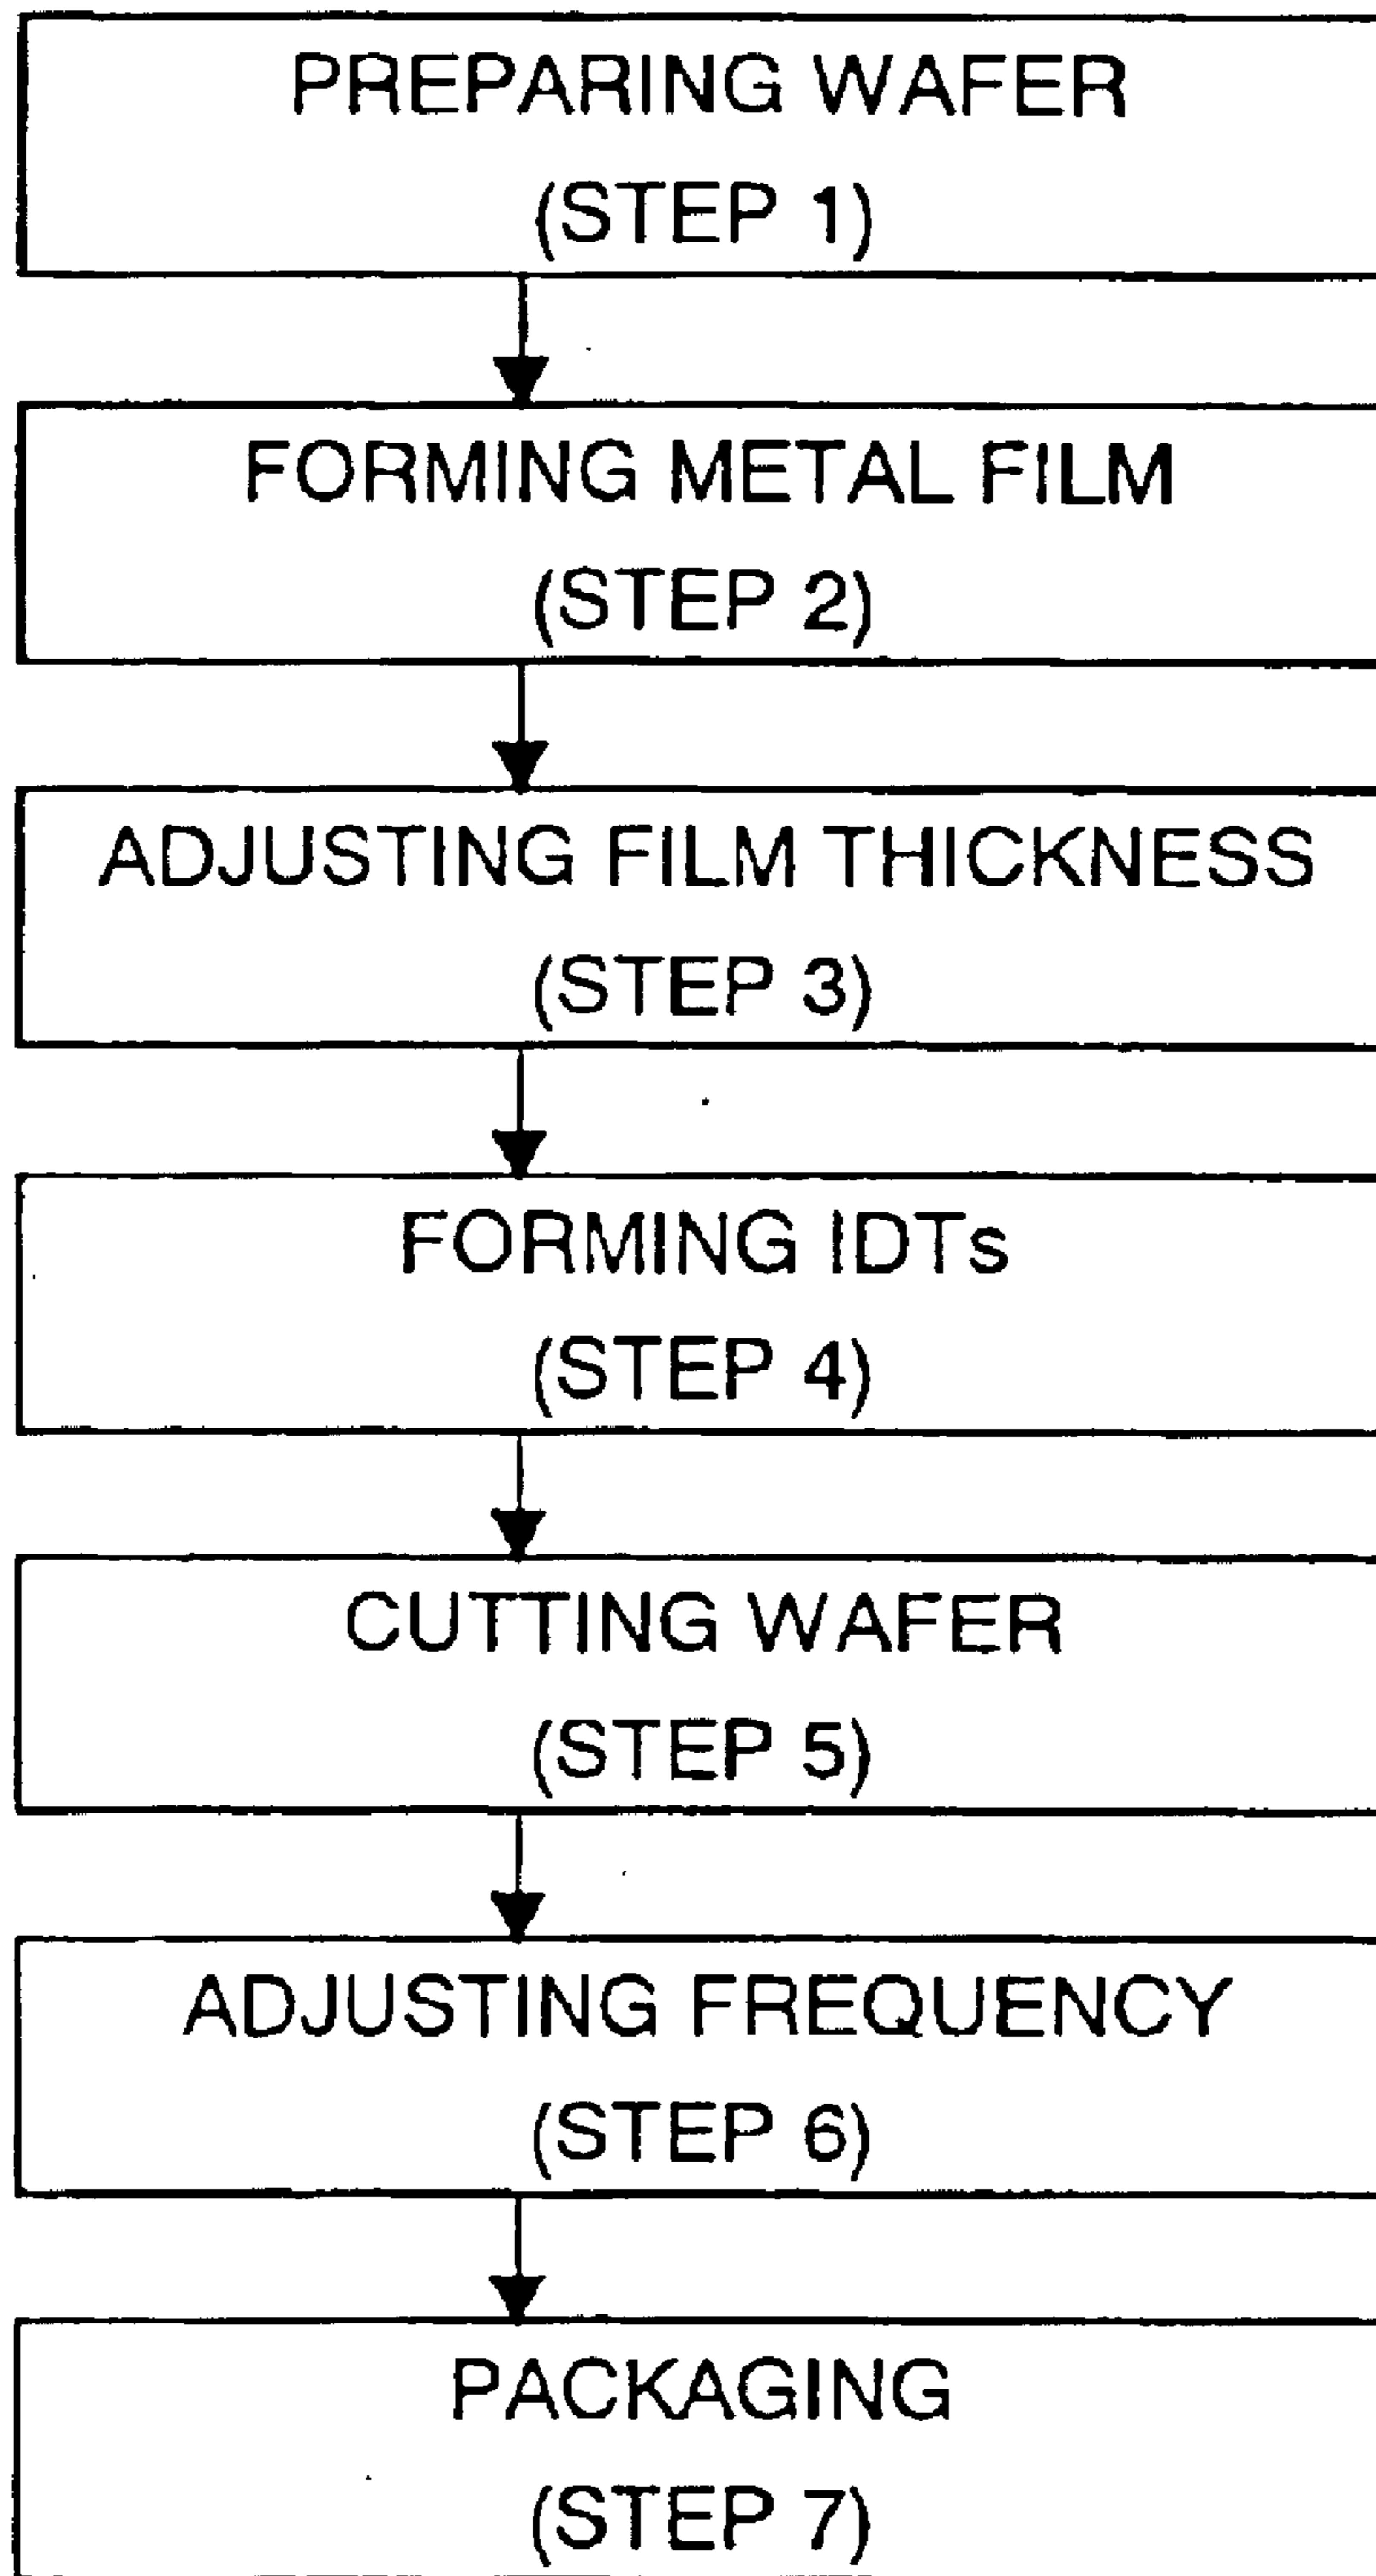 PREPARING WAFER
(STEP 1)
FORMING METAL FILM
(STEP 2)
ADJUSTING FILM THICKNESS
(STEP 3)
FORMING IDTs
(STEP 4)
CUTTING WAFER
(STEP 5)
ADJUSTING FREQUENCY
(STEP 6)
PACKAGING
(STEP 7)